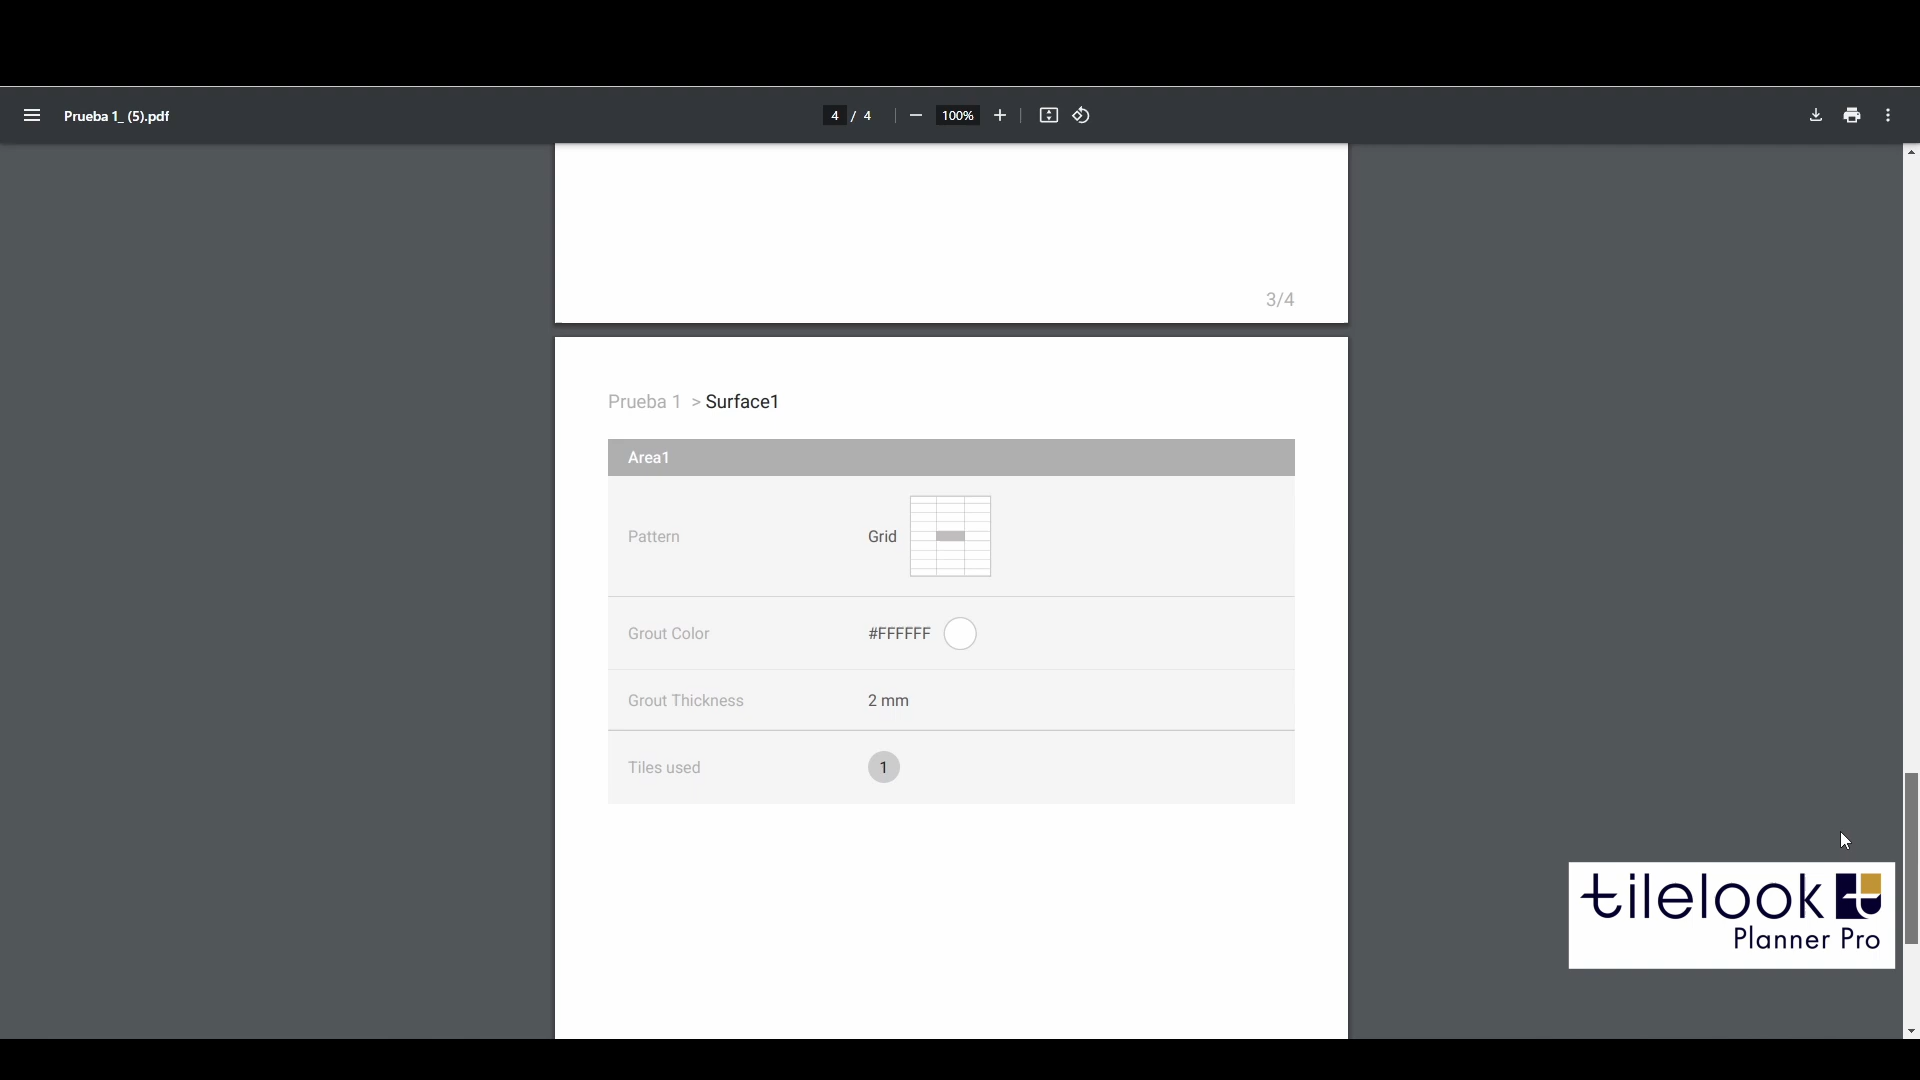 Prueba 1_ (5).pdf
4 / 4
100%
3/4
Prueba 1 > Surface1
Area1
Pattern
Grid
Grout Color
#FFFFFF
Grout Thickness
2 mm
Tiles used
1
tilelook
Planner Pro